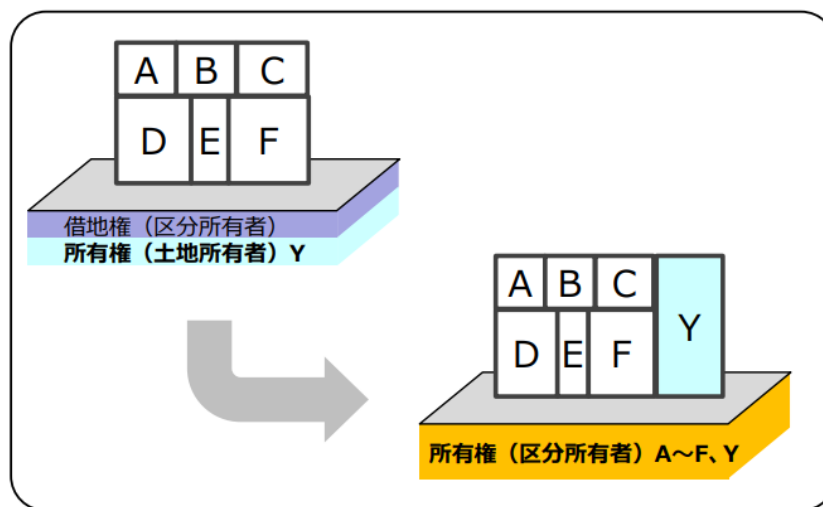 A B C
D E F
借地権（区分所有者）
所有権（土地所有者）Y
A B C
Y
D E F
所有権（区分所有者）A～F、Y